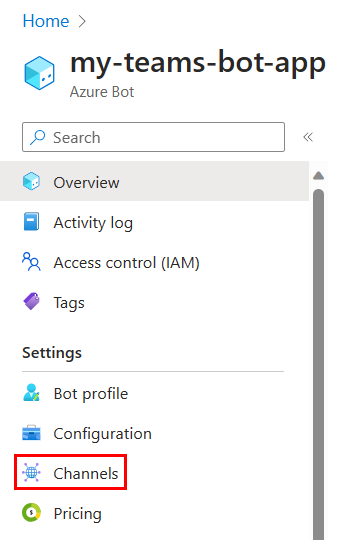 Home
my-teams-bot-app
Azure Bot
Search
Overview
Activity log
Access control (IAM)
Tags
Settings
Bot profile
Configuration
Channels
Pricing